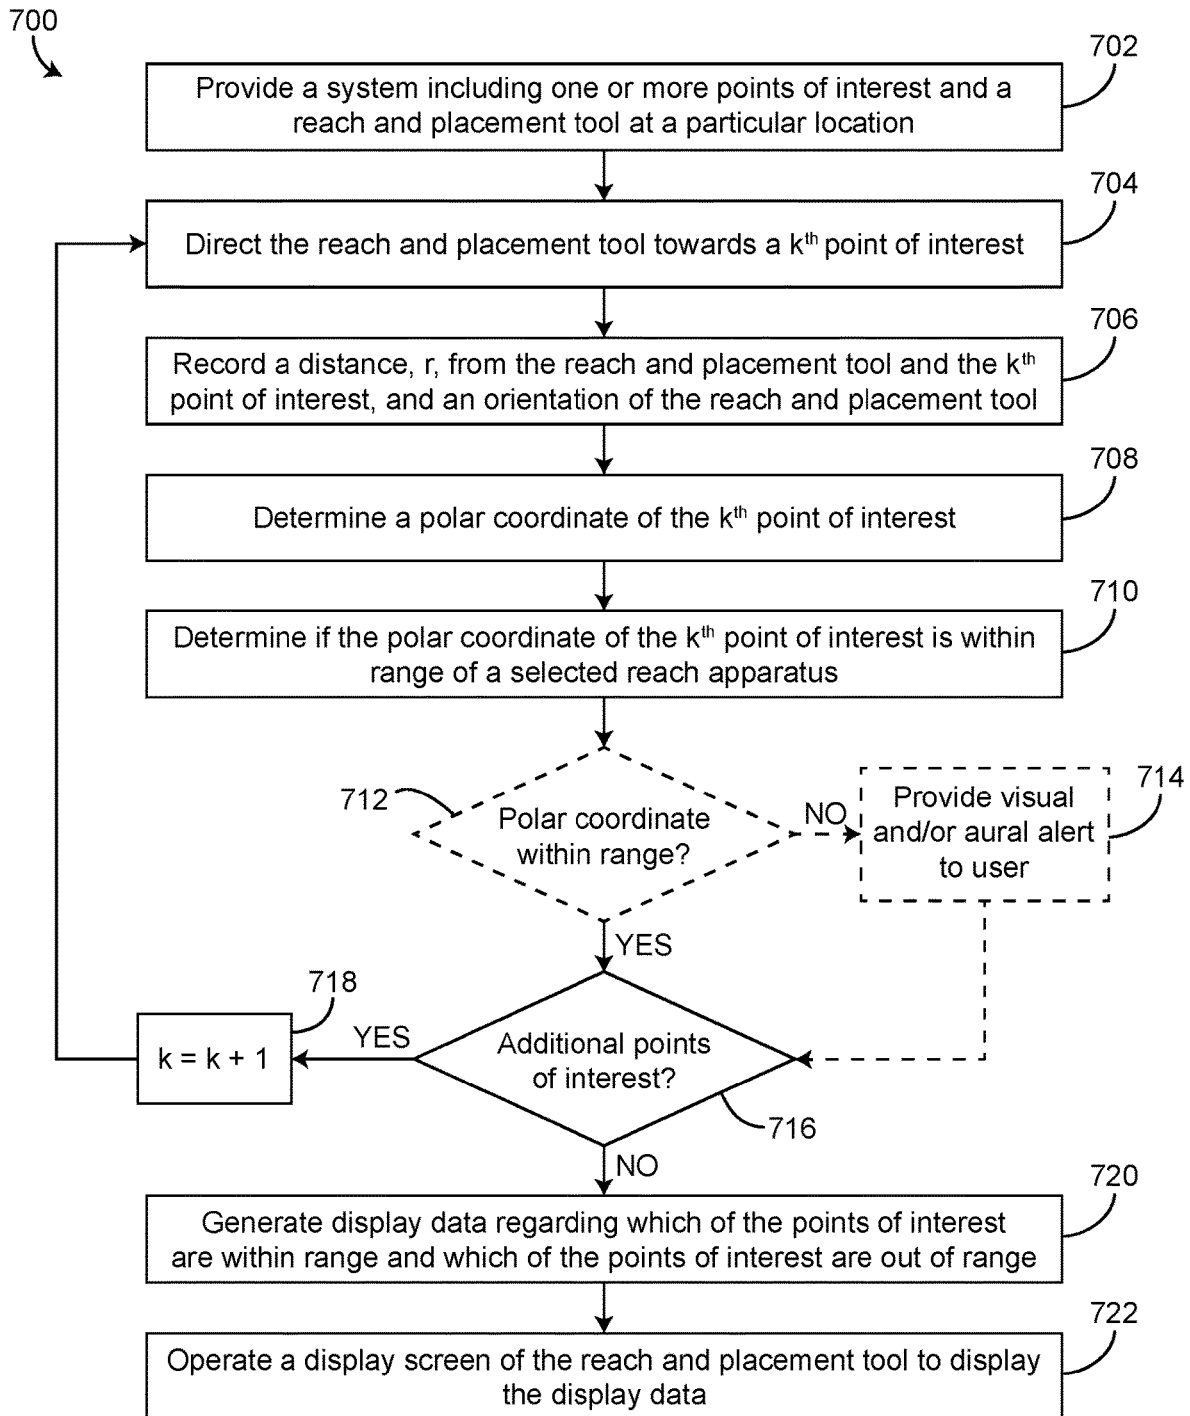 700
702
Provide a system including one or more points of interest and a
reach and placement tool at a particular location
704
Direct the reach and placement tool towards a kth point of interest
706
Record a distance, r, from the reach and placement tool and the kth
point of interest, and an orientation of the reach and placement tool
708
Determine a polar coordinate of the kth point of interest
710
Determine if the polar coordinate of the kth point of interest is within
range of a selected reach apparatus
712
Polar coordinate
within range?
NO
714
Provide visual
and/or aural alert
to user
YES
718
k = k + 1
YES
Additional points
of interest?
716
NO
720
Generate display data regarding which of the points of interest
are within range and which of the points of interest are out of range
722
Operate a display screen of the reach and placement tool to display
the display data